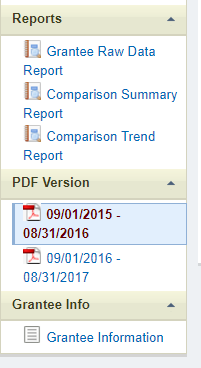 Reports
Grantee Raw Data
Report
Comparison Summary
Report
Comparison Trend
Report
PDF Version
09/01/2015 -
08/31/2016
09/01/2016 -
08/31/2017
Grantee Info
Grantee Information